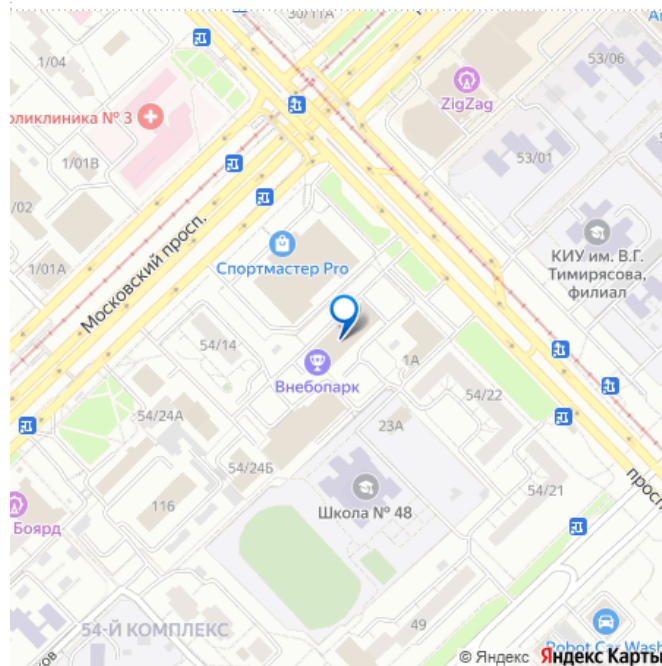 30/11А
1/04
53/06
ZigZag
оликлиника № 3
1/01В
53/01
/02
КИУ им. В.Г.
Тимирясова,
филиал
Московский просп.
1/01А
Спортмастер Pro
54/14
1А
Внебопарк
54/22
54/24А
23А
54/24Б
54/21
просп
116
Школа № 48
Боярд
49
54-Й КОМПЛЕКС
ов
Robot Car Wash
© Яндекс Яндекс Карты